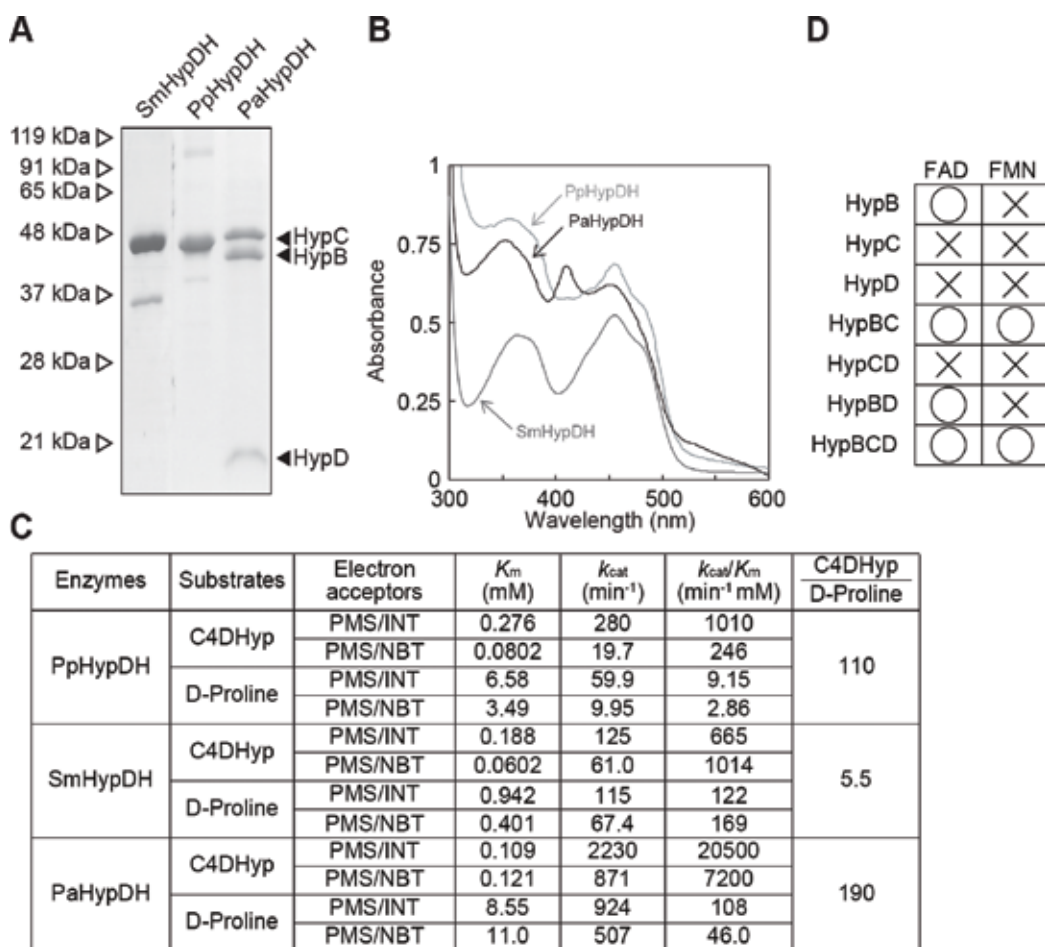 A
SmHypDH
PpHypDH
PaHypDH
119 kDa
91 kDa
65 kDa
48 kDa
37 kDa
28 kDa
21 kDa
HypC
HypB
HypD
B
1
0.75
0.5
0.25
0
Absorbance
PpHypDH
PaHypDH
SmHypDH
300 400 500 600
Wavelength (nm)
D
FAD FMN
HypB
HypC
HypD
HypBC
HypCD
HypBD
HypBCD
C
Enzymes Substrates Electron acceptors Km (mM) kcat (min⁻¹) kcat/Km (min⁻¹ mM) C4DHyp D-Proline
PpHypDH C4DHyp PMS/INT 0.276 280 1010 110
PMS/NBT 0.0802 19.7 246
D-Proline PMS/INT 6.58 59.9 9.15
PMS/NBT 3.49 9.95 2.86
SmHypDH C4DHyp PMS/INT 0.188 125 665 5.5
PMS/NBT 0.0602 61.0 1014
D-Proline PMS/INT 0.942 115 122
PMS/NBT 0.401 67.4 169
PaHypDH C4DHyp PMS/INT 0.109 2230 20500 190
PMS/NBT 0.121 871 7200
D-Proline PMS/INT 8.55 924 108
PMS/NBT 11.0 507 46.0